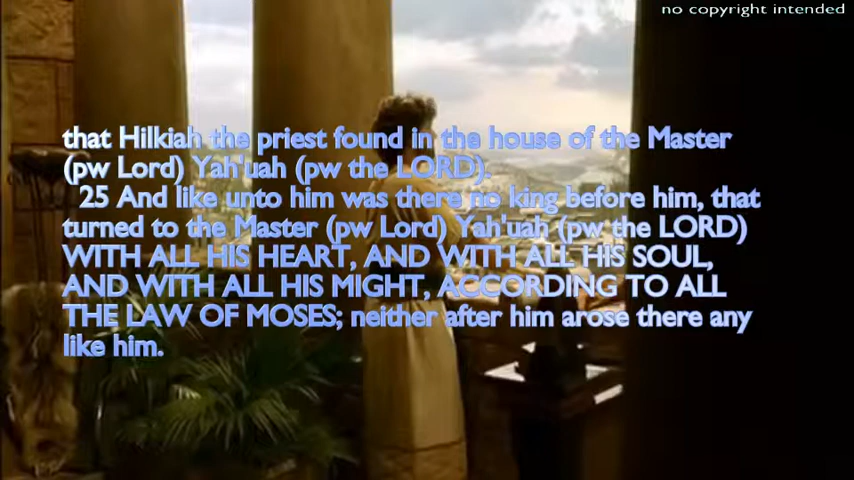 no copyright intended
that Hilkiah the priest found in the house of the Master
(pw Lord) Yah'uah (pw the LORD).
25 And like unto him was there no king before him, that
turned to the Master (pw Lord) Yah'uah (pw the LORD)
WITH ALL HIS HEART, AND WITH ALL HIS SOUL,
AND WITH ALL HIS MIGHT, ACCORDING TO ALL
THE LAW OF MOSES; neither after him arose there any
like him.